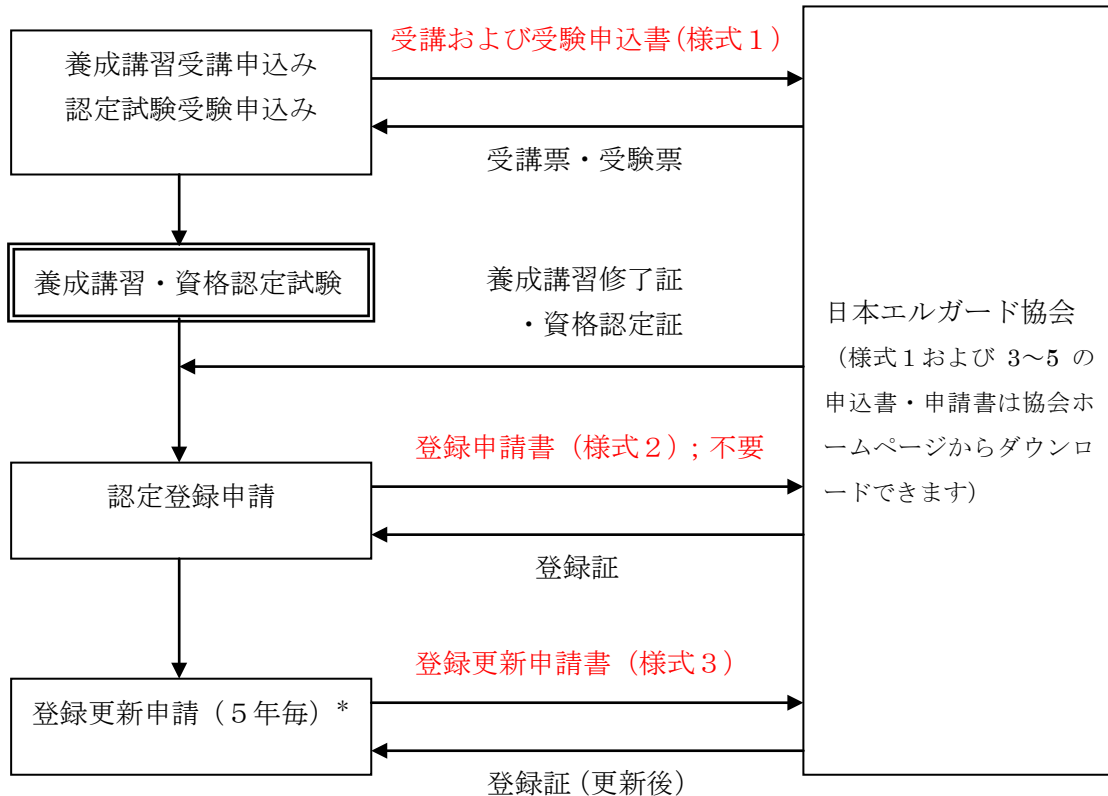 受講および受験申込書(様式１)
養成講習受講申込み
認定試験受験申込み
受講票・受験票
養成講習・資格認定試験
養成講習修了証
・資格認定証
日本エルガード協会
（様式１および 3～5 の
申込書・申請書は協会ホ
ームページからダウンロ
ードできます）
登録申請書（様式２）; 不要
認定登録申請
登録証
登録更新申請書（様式３）
登録更新申請（５年毎）*
登録証（更新後）